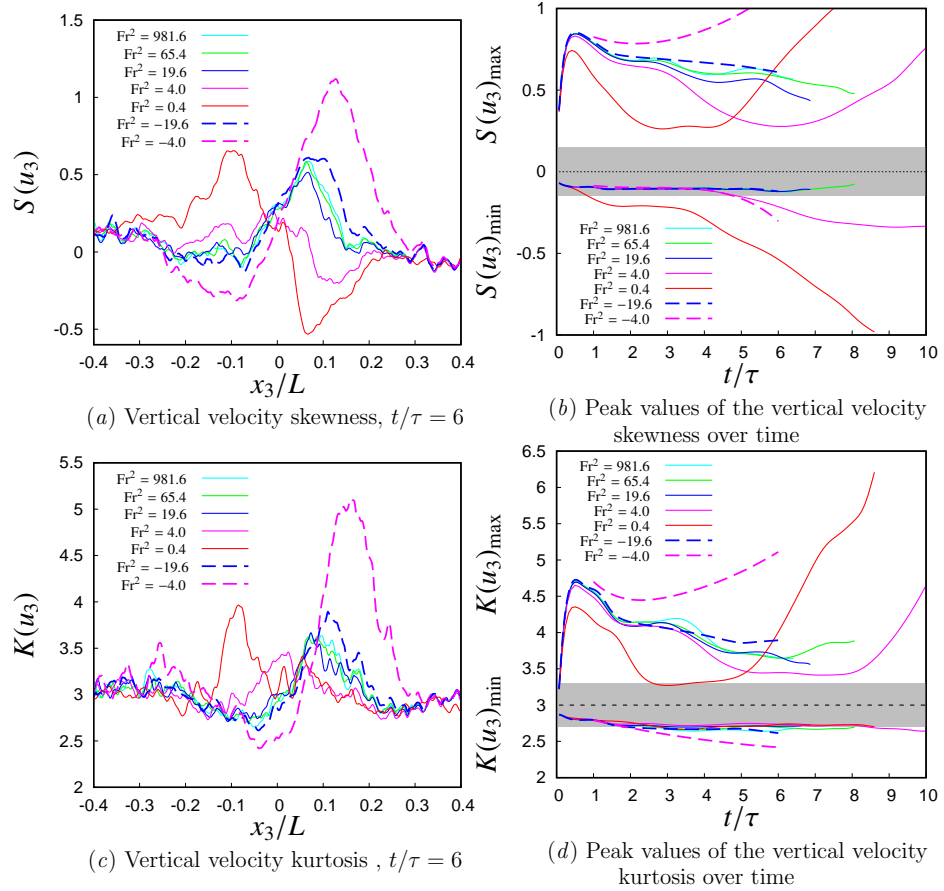 1.5
1
0.5
0
-0.5
S(u₃)
Fr² = 981.6
Fr² = 65.4
Fr² = 19.6
Fr² = 4.0
Fr² = 0.4
Fr² = −19.6
Fr² = −4.0
-0.4 -0.3 -0.2 -0.1 0 0.1 0.2 0.3 0.4
x₃/L
(a) Vertical velocity skewness, t/τ = 6
1
0.5
0
-0.5
-1
S(u₃)min S(u₃)max
Fr² = 981.6
Fr² = 65.4
Fr² = 19.6
Fr² = 4.0
Fr² = 0.4
Fr² = −19.6
Fr² = −4.0
0 1 2 3 4 5 6 7 8 9 10
t/τ
(b) Peak values of the vertical velocity
skewness over time
5.5
5
4.5
4
3.5
3
2.5
2
K(u₃)
Fr² = 981.6
Fr² = 65.4
Fr² = 19.6
Fr² = 4.0
Fr² = 0.4
Fr² = −19.6
Fr² = −4.0
-0.4 -0.3 -0.2 -0.1 0 0.1 0.2 0.3 0.4
x₃/L
(c) Vertical velocity kurtosis , t/τ = 6
6.5
6
5.5
5
4.5
4
3.5
3
2.5
2
K(u₃)min K(u₃)max
Fr² = 981.6
Fr² = 65.4
Fr² = 19.6
Fr² = 4.0
Fr² = 0.4
Fr² = −19.6
Fr² = −4.0
0 1 2 3 4 5 6 7 8 9 10
t/τ
(d) Peak values of the vertical velocity
kurtosis over time